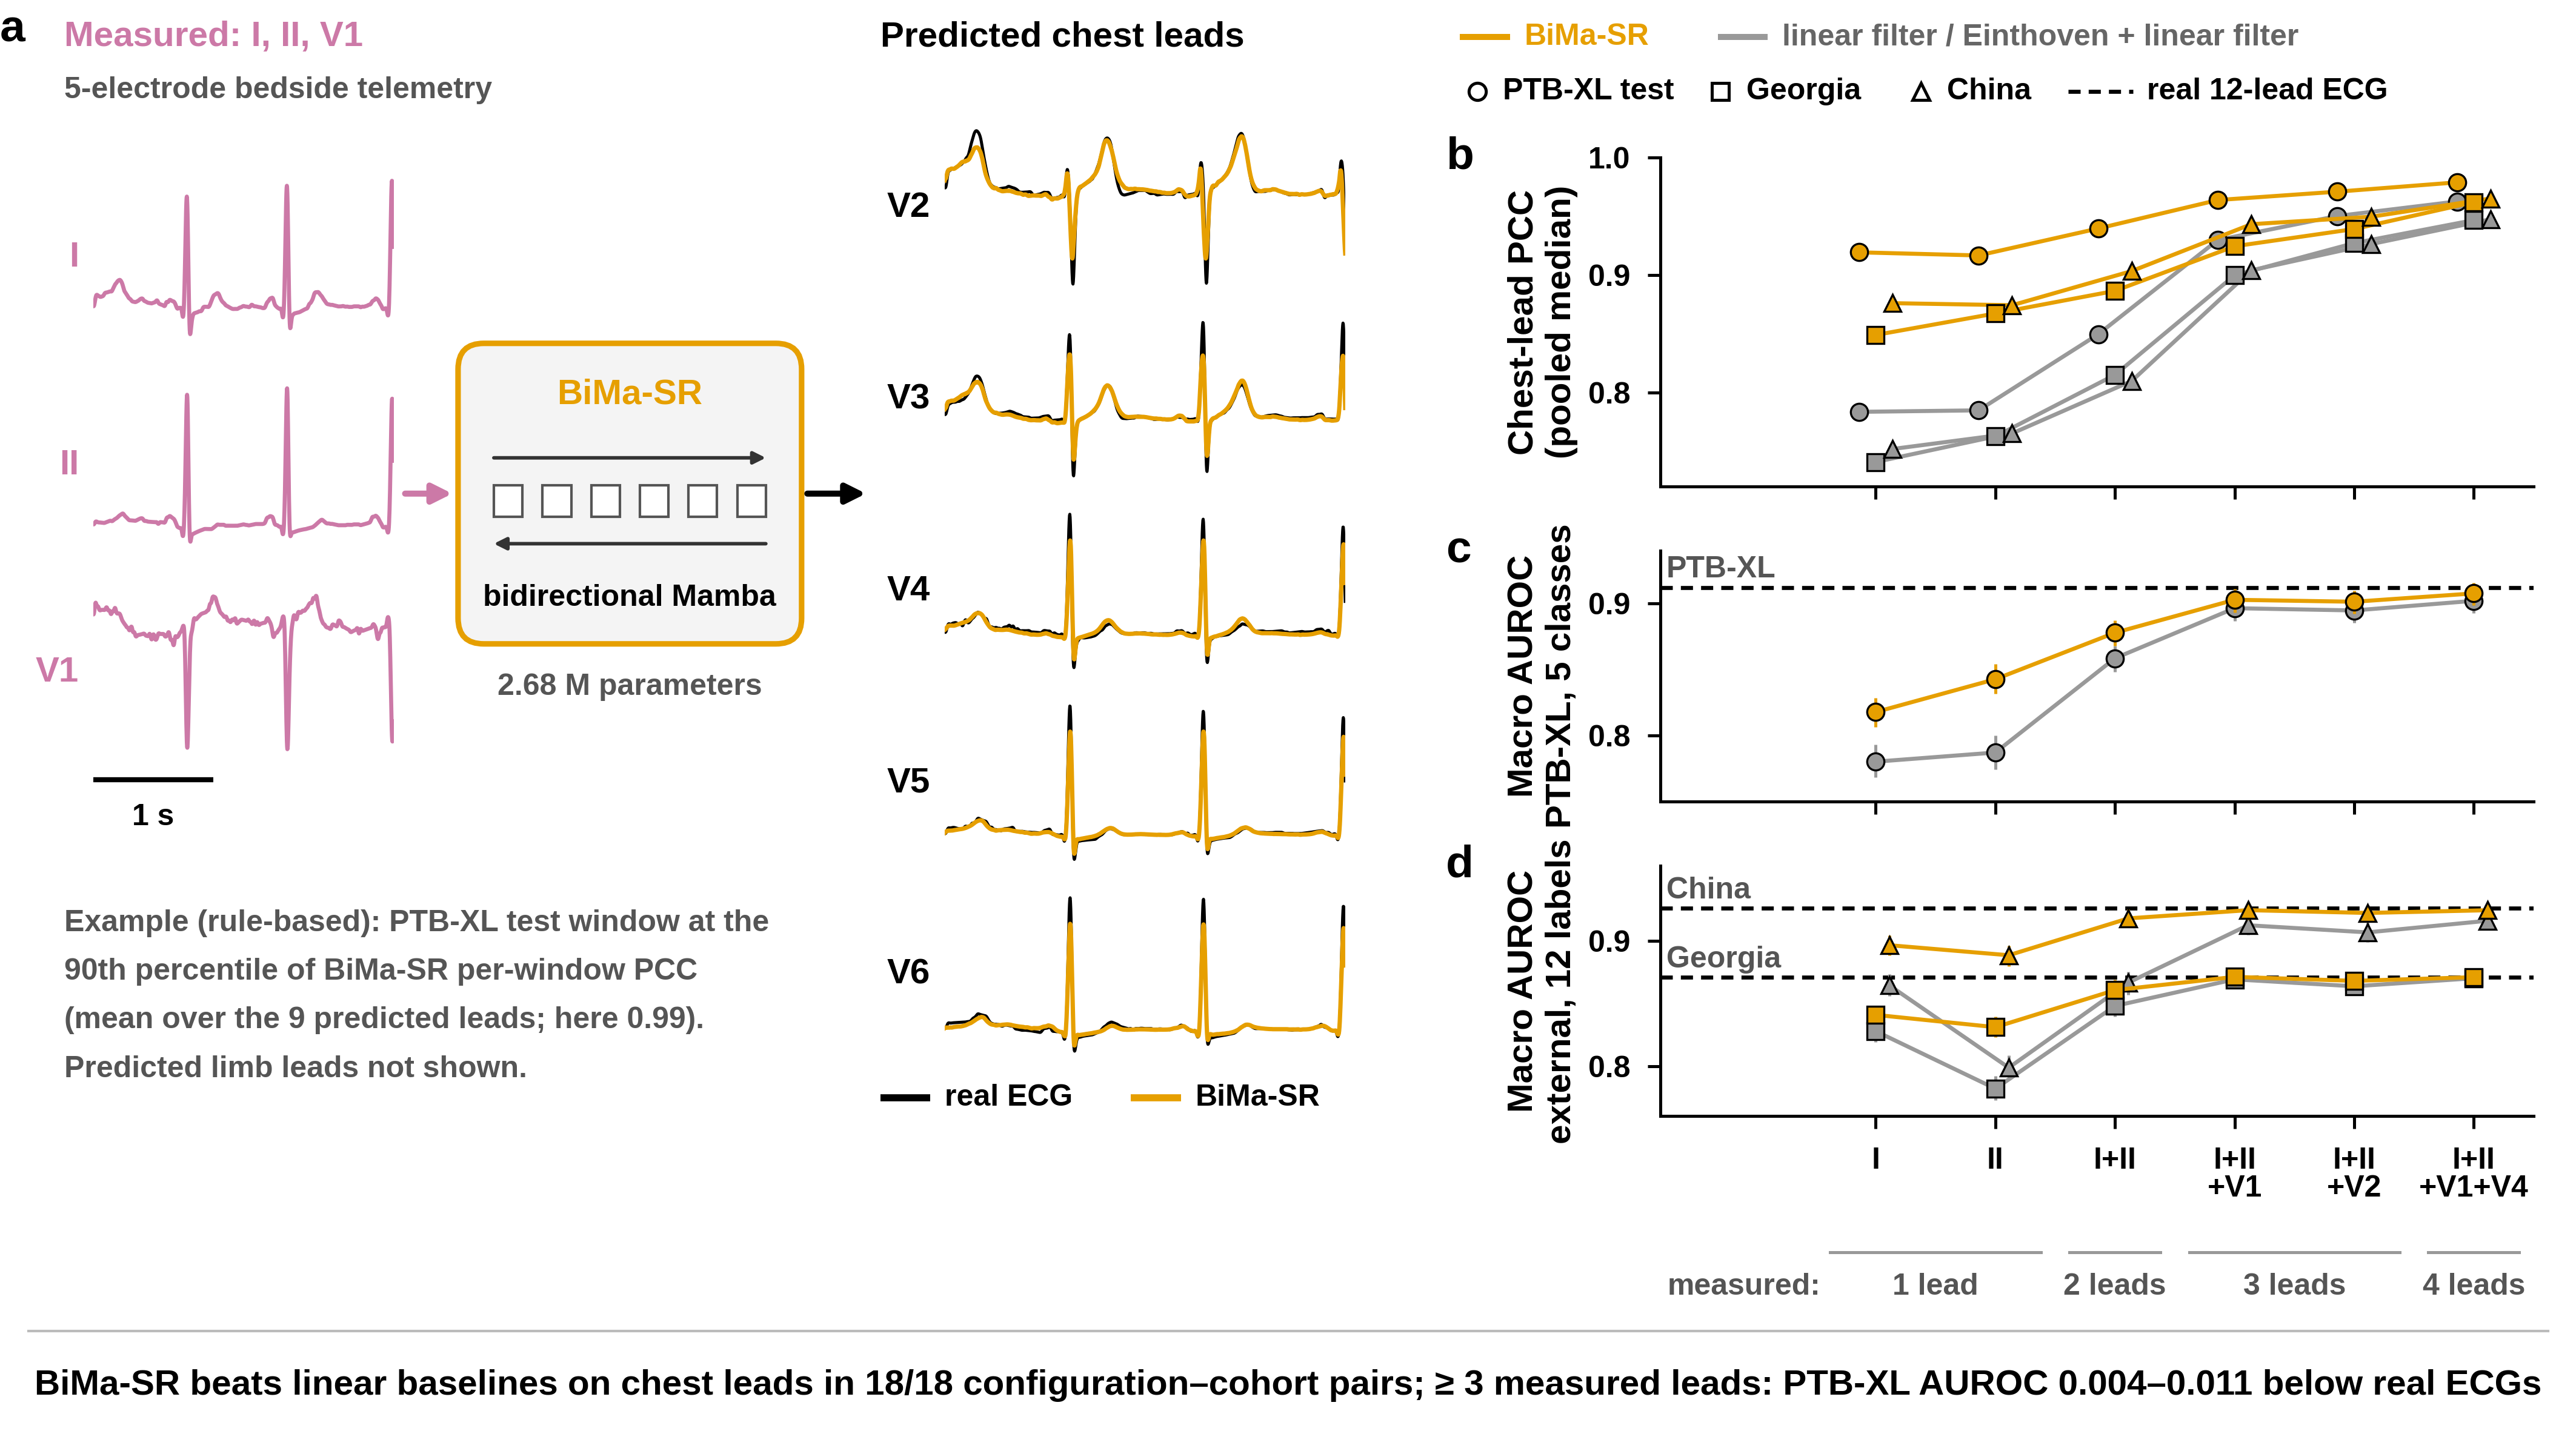 a
Measured: I, II, V1
5-electrode bedside telemetry
I
II
V1
1 s
BiMa-SR
bidirectional Mamba
2.68 M parameters
Example (rule-based): PTB-XL test window at the
90th percentile of BiMa-SR per-window PCC
(mean over the 9 predicted leads; here 0.99).
Predicted limb leads not shown.
Predicted chest leads
V2
V3
V4
V5
V6
real ECG
BiMa-SR
BiMa-SR
linear filter / Einthoven + linear filter
PTB-XL test
Georgia
China
real 12-lead ECG
b
Chest-lead PCC
(pooled median)
1.0
0.9
0.8
c
Macro AUROC
PTB-XL, 5 classes
PTB-XL
0.9
0.8
d
Macro AUROC
external, 12 labels
China
Georgia
0.9
0.8
I
II
I+II
I+II
+V1
I+II
+V2
I+II
+V1+V4
measured:
1 lead
2 leads
3 leads
4 leads
BiMa-SR beats linear baselines on chest leads in 18/18 configuration–cohort pairs; ≥ 3 measured leads: PTB-XL AUROC 0.004–0.011 below real ECGs